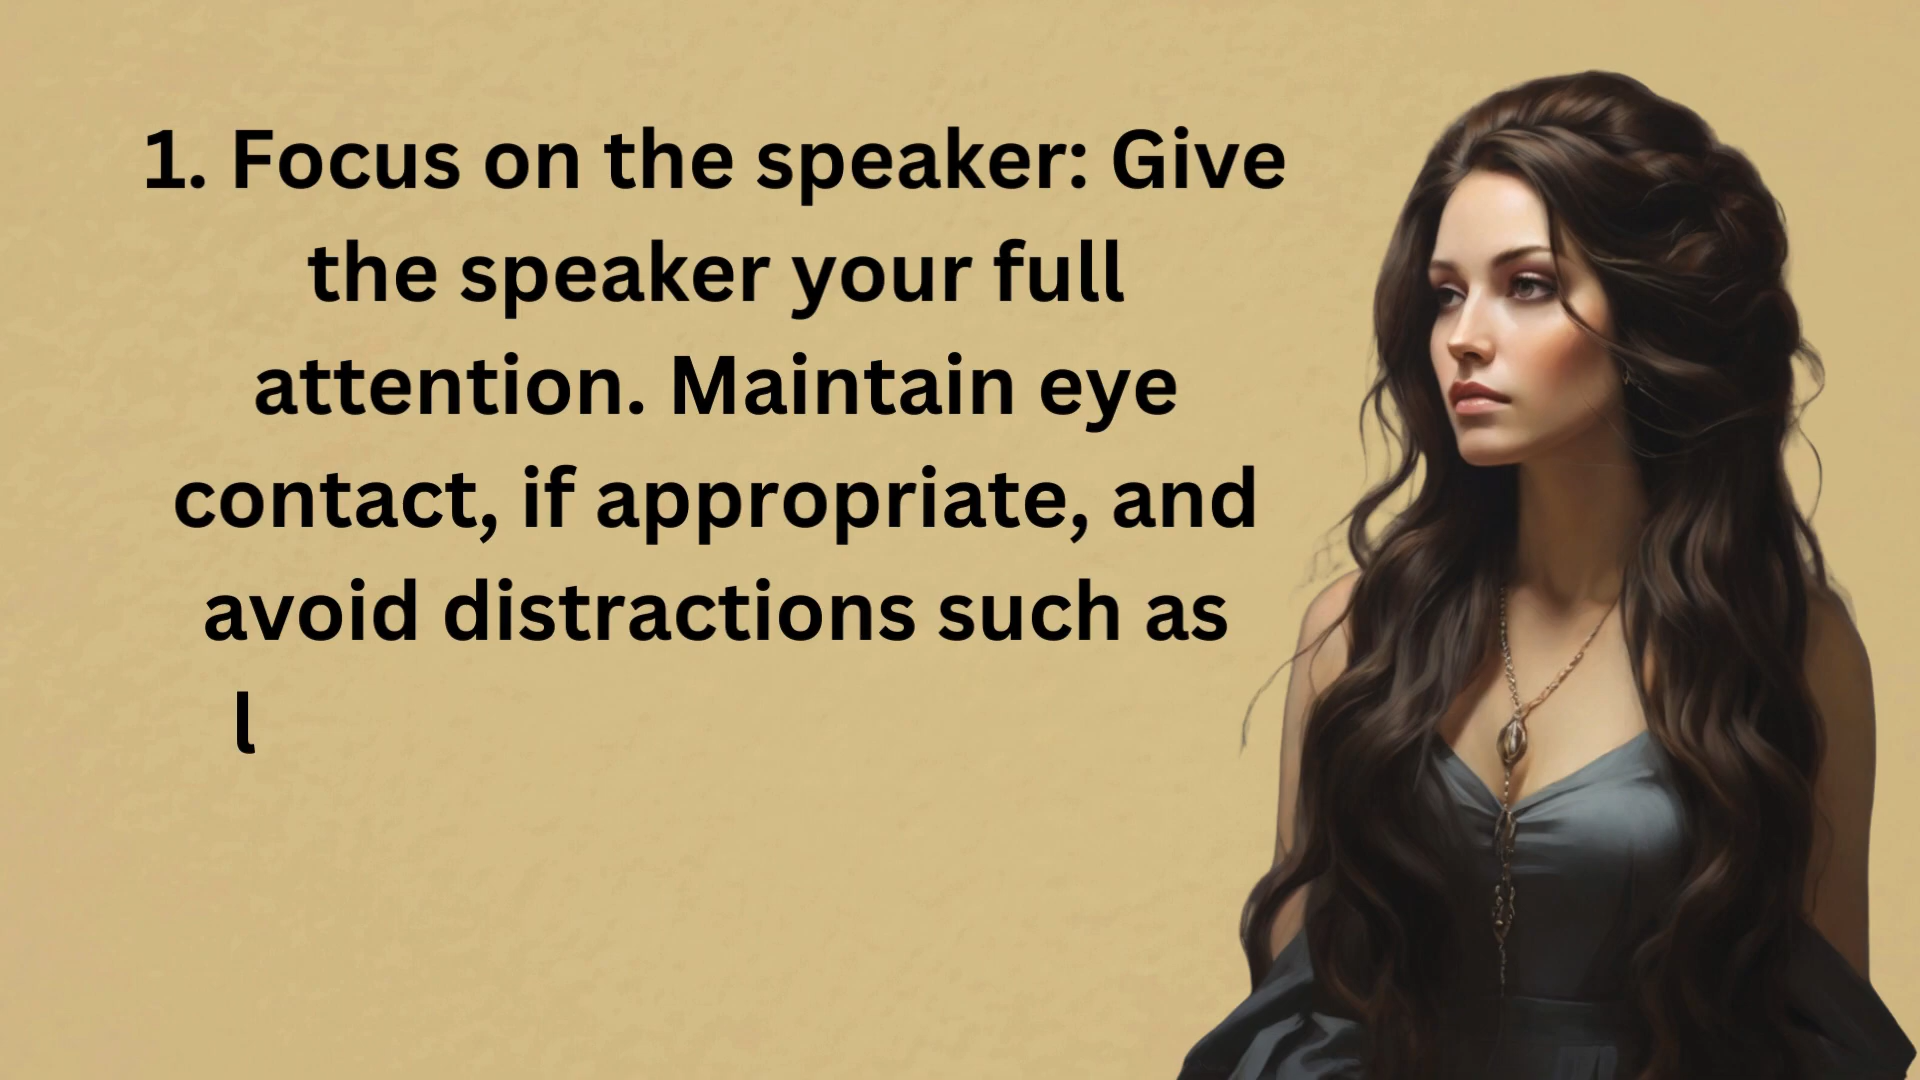 1. Focus on the speaker: Give
the speaker your full
attention. Maintain eye
contact, if appropriate, and
avoid distractions such as
l